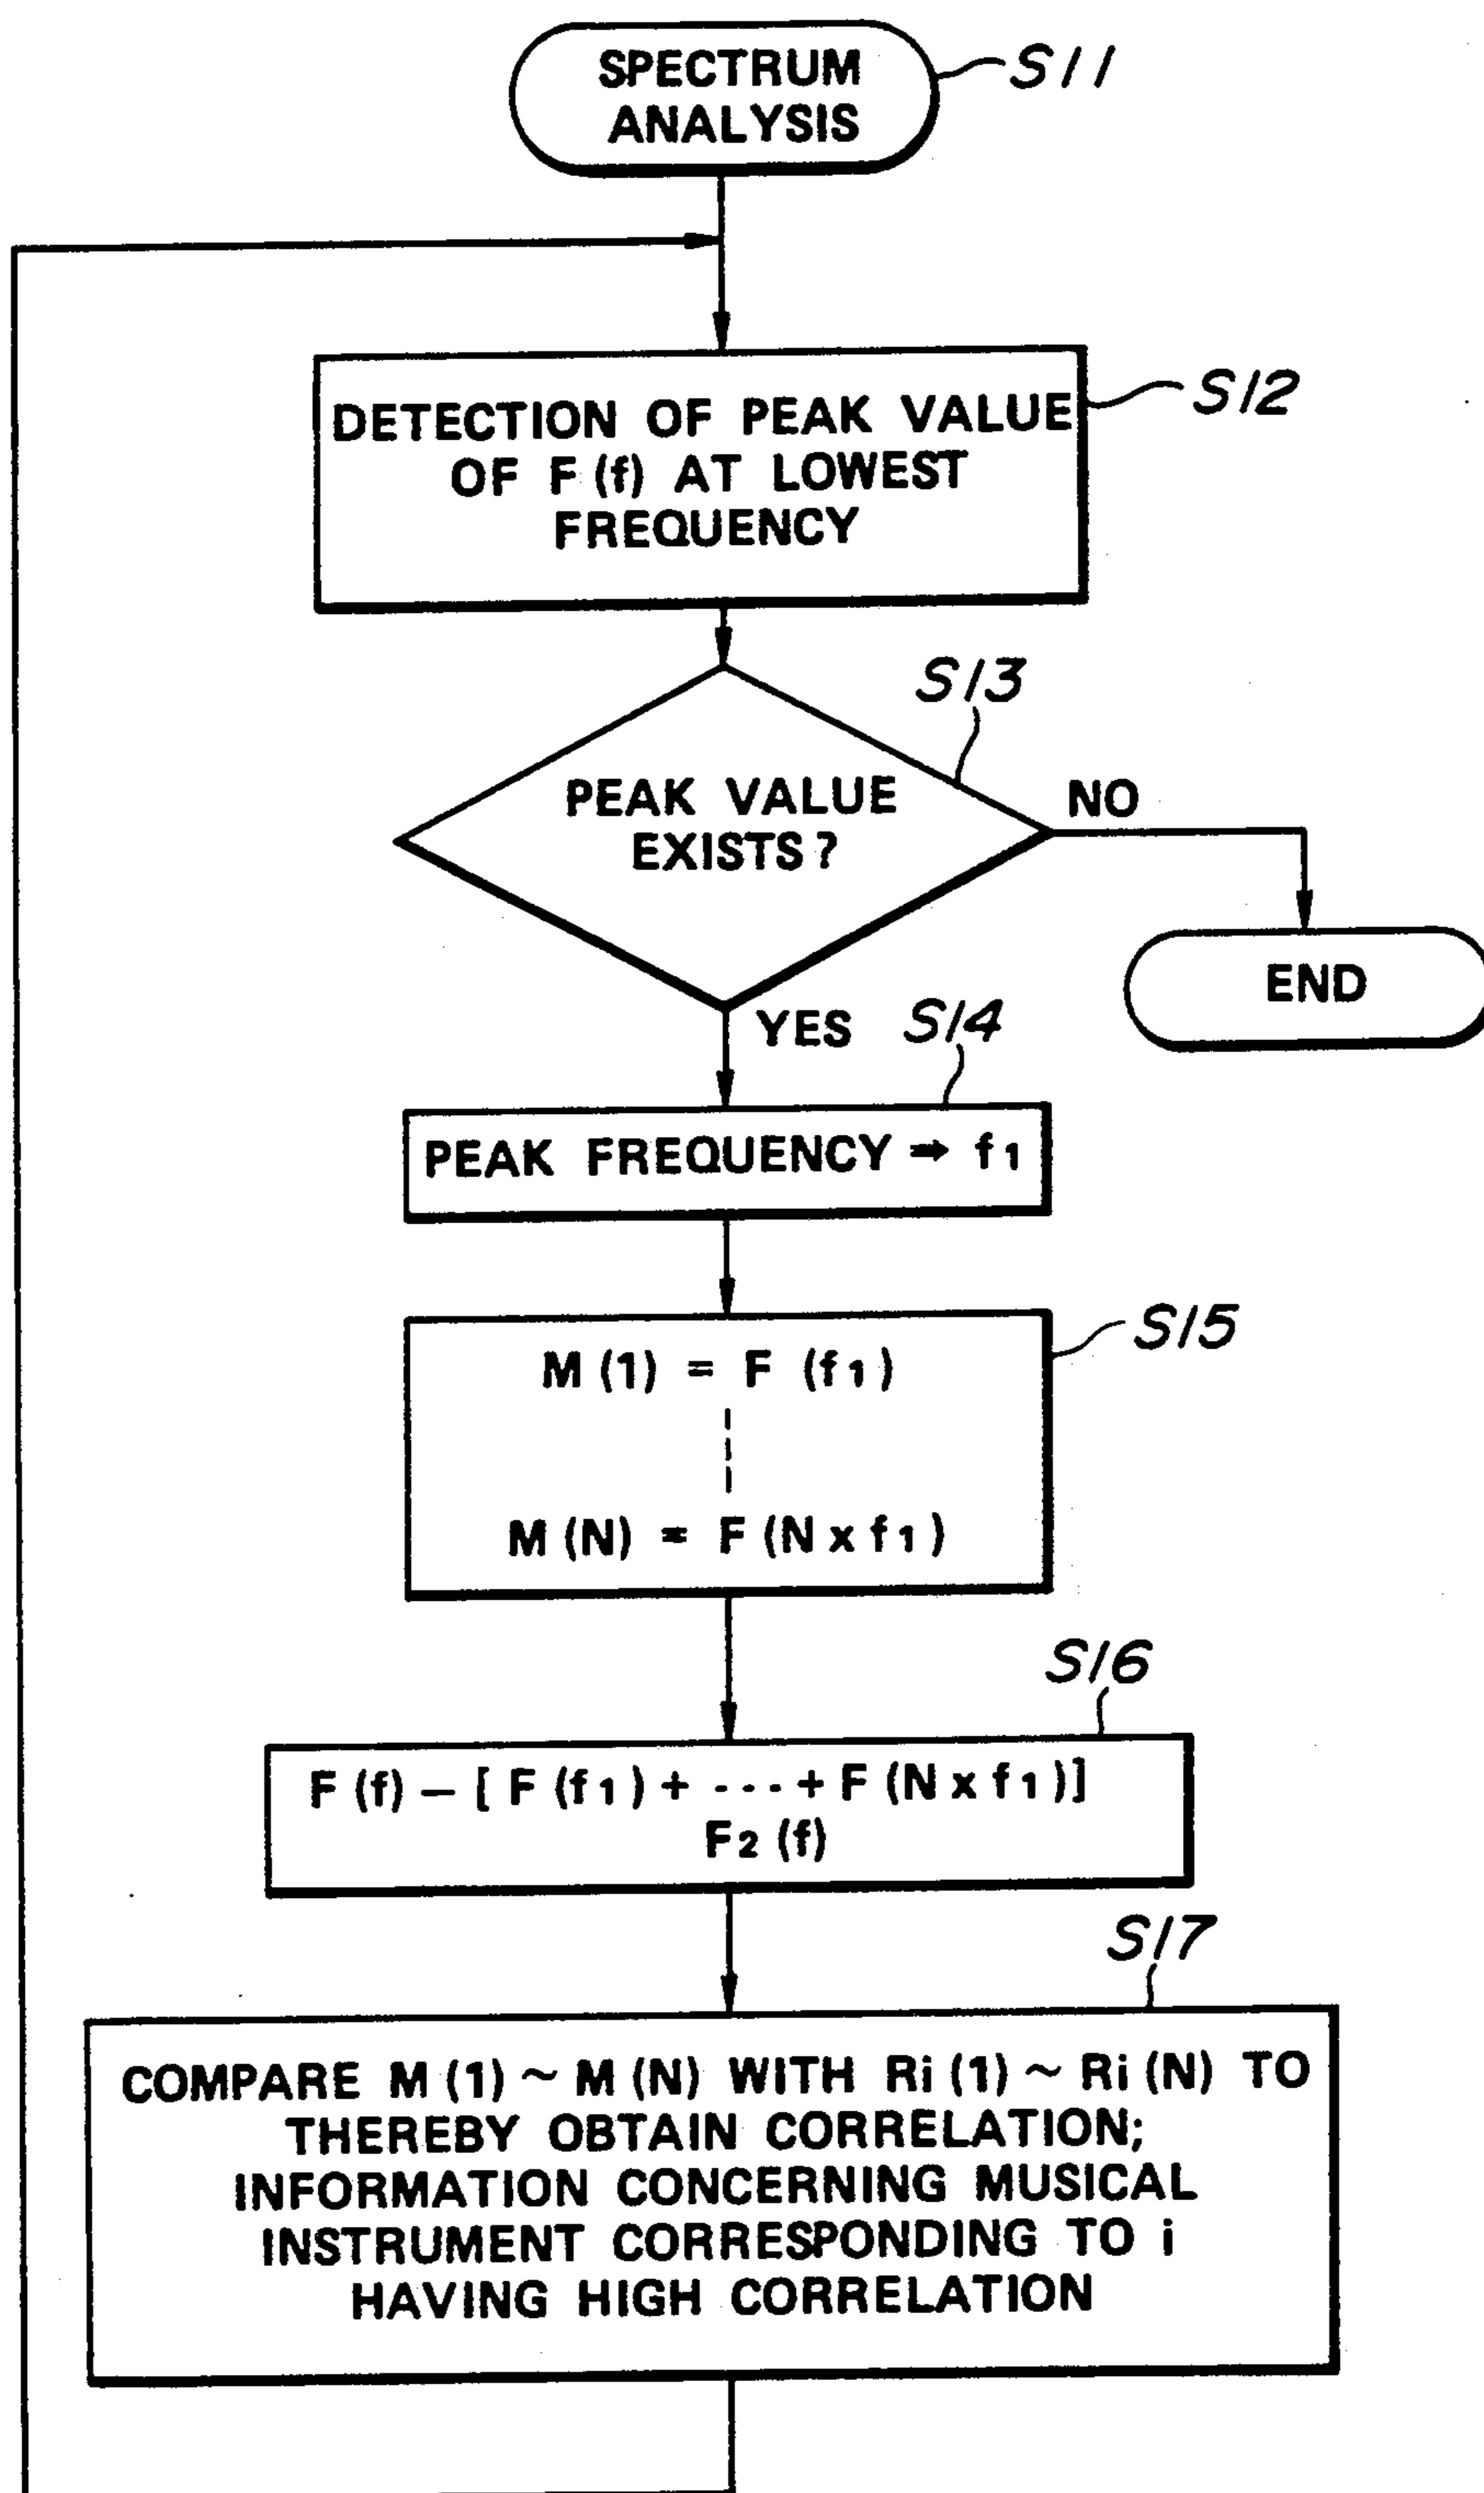 SPECTRUM
ANALYSIS
S11
DETECTION OF PEAK VALUE
OF F (f) AT LOWEST
FREQUENCY
S12
S13
PEAK VALUE
EXISTS ?
NO
END
YES
S14
PEAK FREQUENCY ⇒ f1
S15
M (1) = F (f1)
M (N) = F (N x f1)
S16
F (f) — [ F (f1) + ---+ F (N x f1)]
F2 (f)
S17
COMPARE M (1) ~ M (N) WITH Ri (1) ~ Ri (N) TO
THEREBY OBTAIN CORRELATION;
INFORMATION CONCERNING MUSICAL
INSTRUMENT CORRESPONDING TO i
HAVING HIGH CORRELATION